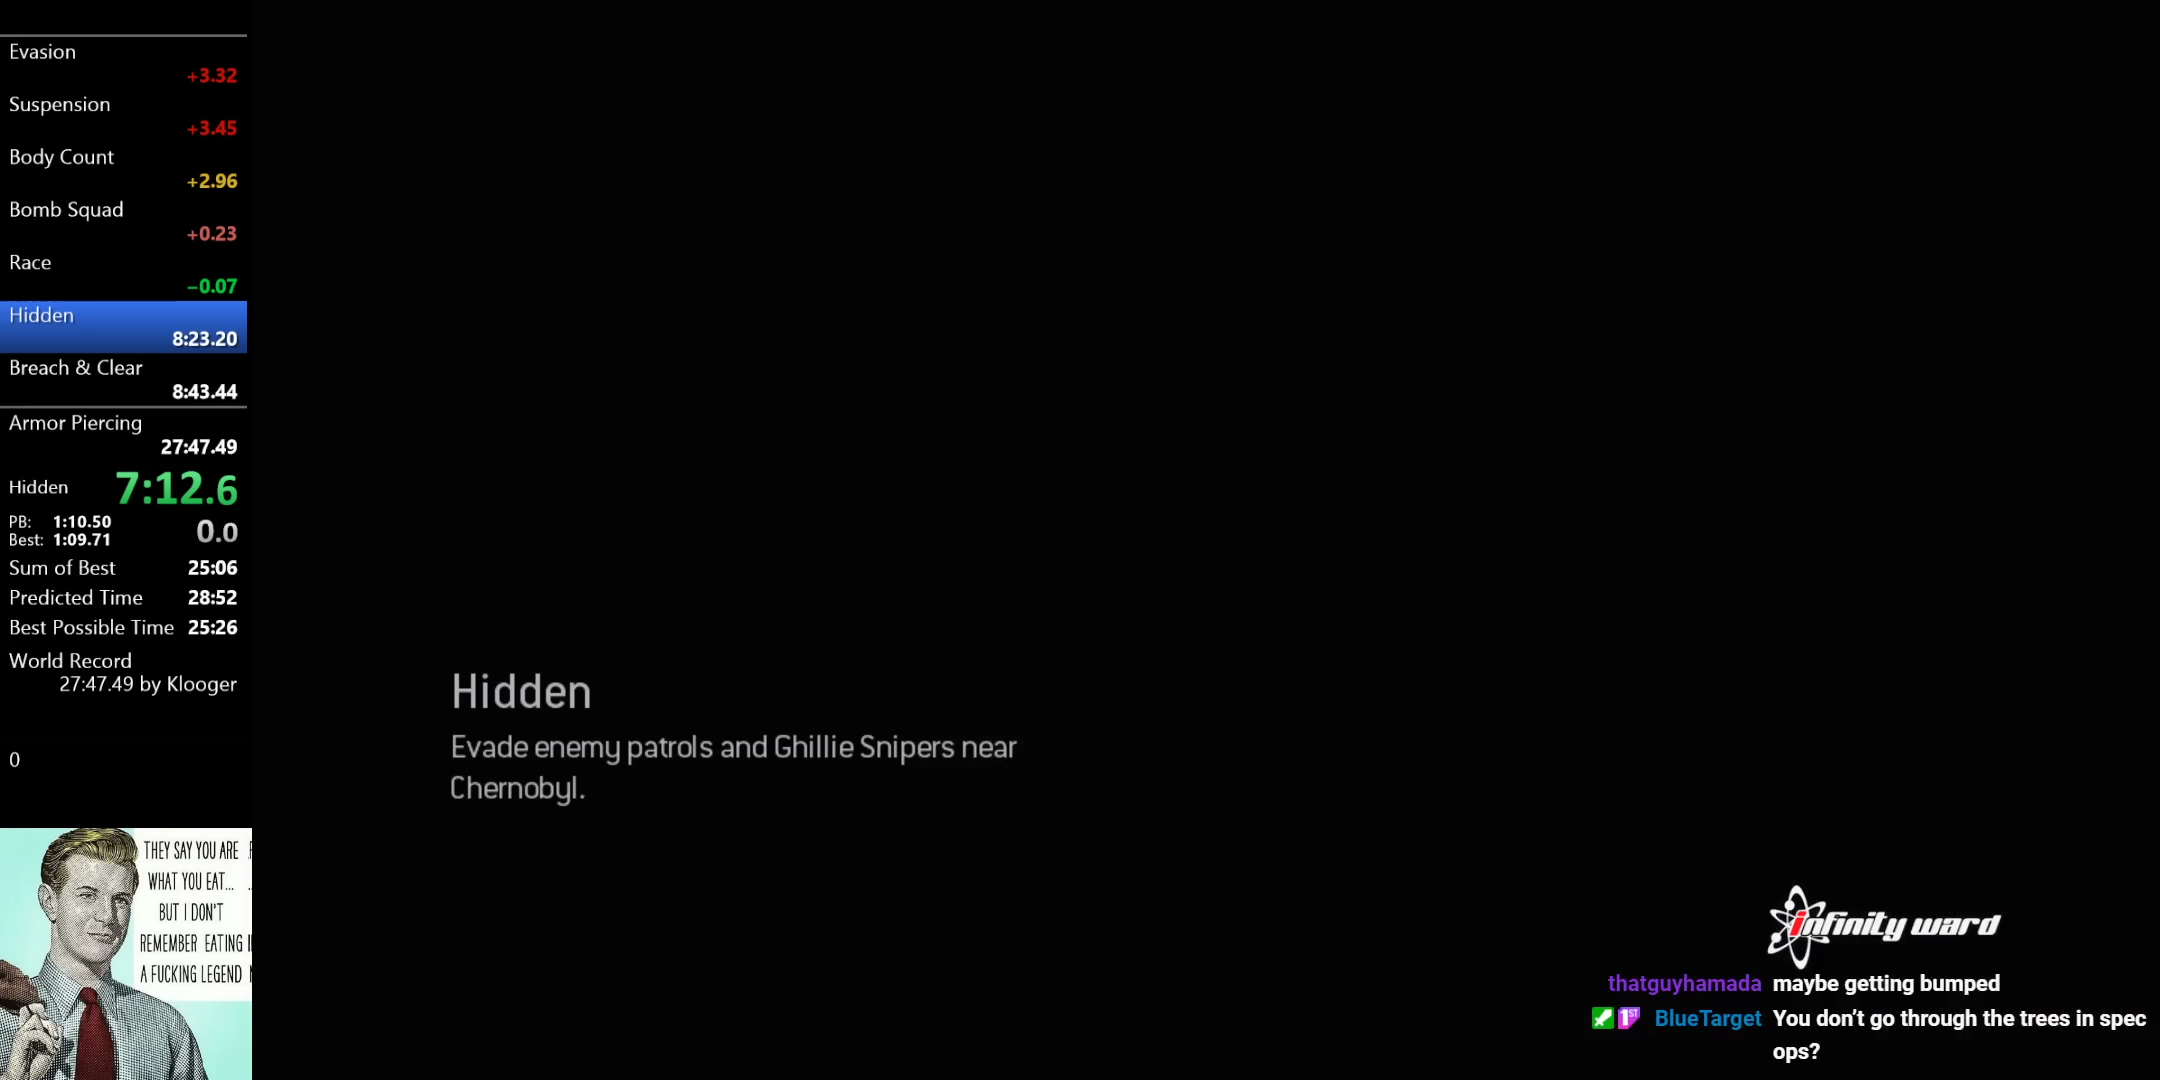 Evasion
+3.32
Suspension
+3.45
Body Count
+2.96
Bomb Squad
+0.23
Race
−0.07
Hidden
8:23.20
Breach & Clear
8:43.44
Armor Piercing
27:47.49
Hidden 7:12.6
PB: 1:10.50
Best: 1:09.71
0.0
Sum of Best 25:06
Predicted Time 28:52
Best Possible Time 25:26
World Record
27:47.49 by Klooger
0
THEY SAY YOU ARE
WHAT YOU EAT...
BUT I DON'T
REMEMBER EATING
A FUCKING LEGEND
Hidden
Evade enemy patrols and Ghillie Snipers near
Chernobyl.
infinity ward
thatguyhamada maybe getting bumped
1ST BlueTarget You don't go through the trees in spec
ops?